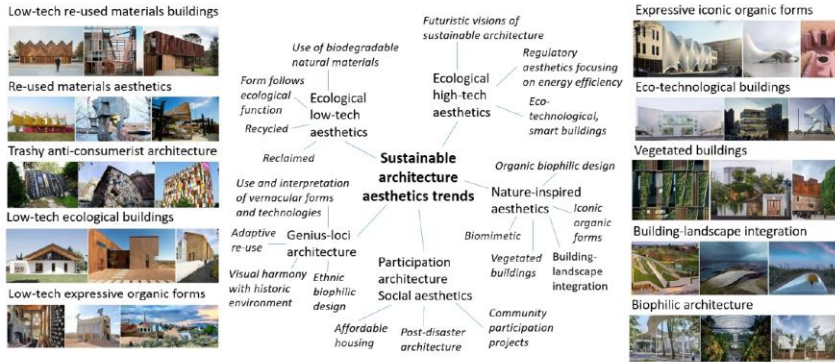 Low-tech re-used materials buildings
Re-used materials aesthetics
Trashy anti-consumerist architecture
Low-tech ecological buildings
Low-tech expressive organic forms
Use of biodegradable
natural materials
Form follows
ecological
function
Recycled
Reclaimed
Ecological
low-tech
aesthetics
Futuristic visions of
sustainable architecture
Regulatory
aesthetics focusing
on energy efficiency
Ecological
high-tech
aesthetics
Eco-
technological,
smart buildings
Sustainable
architecture
aesthetics trends
Use and interpretation
of vernacular forms
and technologies
Adaptive
re-use
Genius-loci
architecture
Visual harmony
with historic
environment
Ethnic
biophilic
design
Participation
architecture
Social aesthetics
Affordable
housing
Post-disaster
architecture
Community
participation
projects
Organic biophilic design
Nature-inspired
aesthetics
Iconic
organic
forms
Biomimetic
Vegetated
buildings
Building-
landscape
integration
Expressive iconic organic forms
Eco-technological buildings
Vegetated buildings
Building-landscape integration
Biophilic architecture